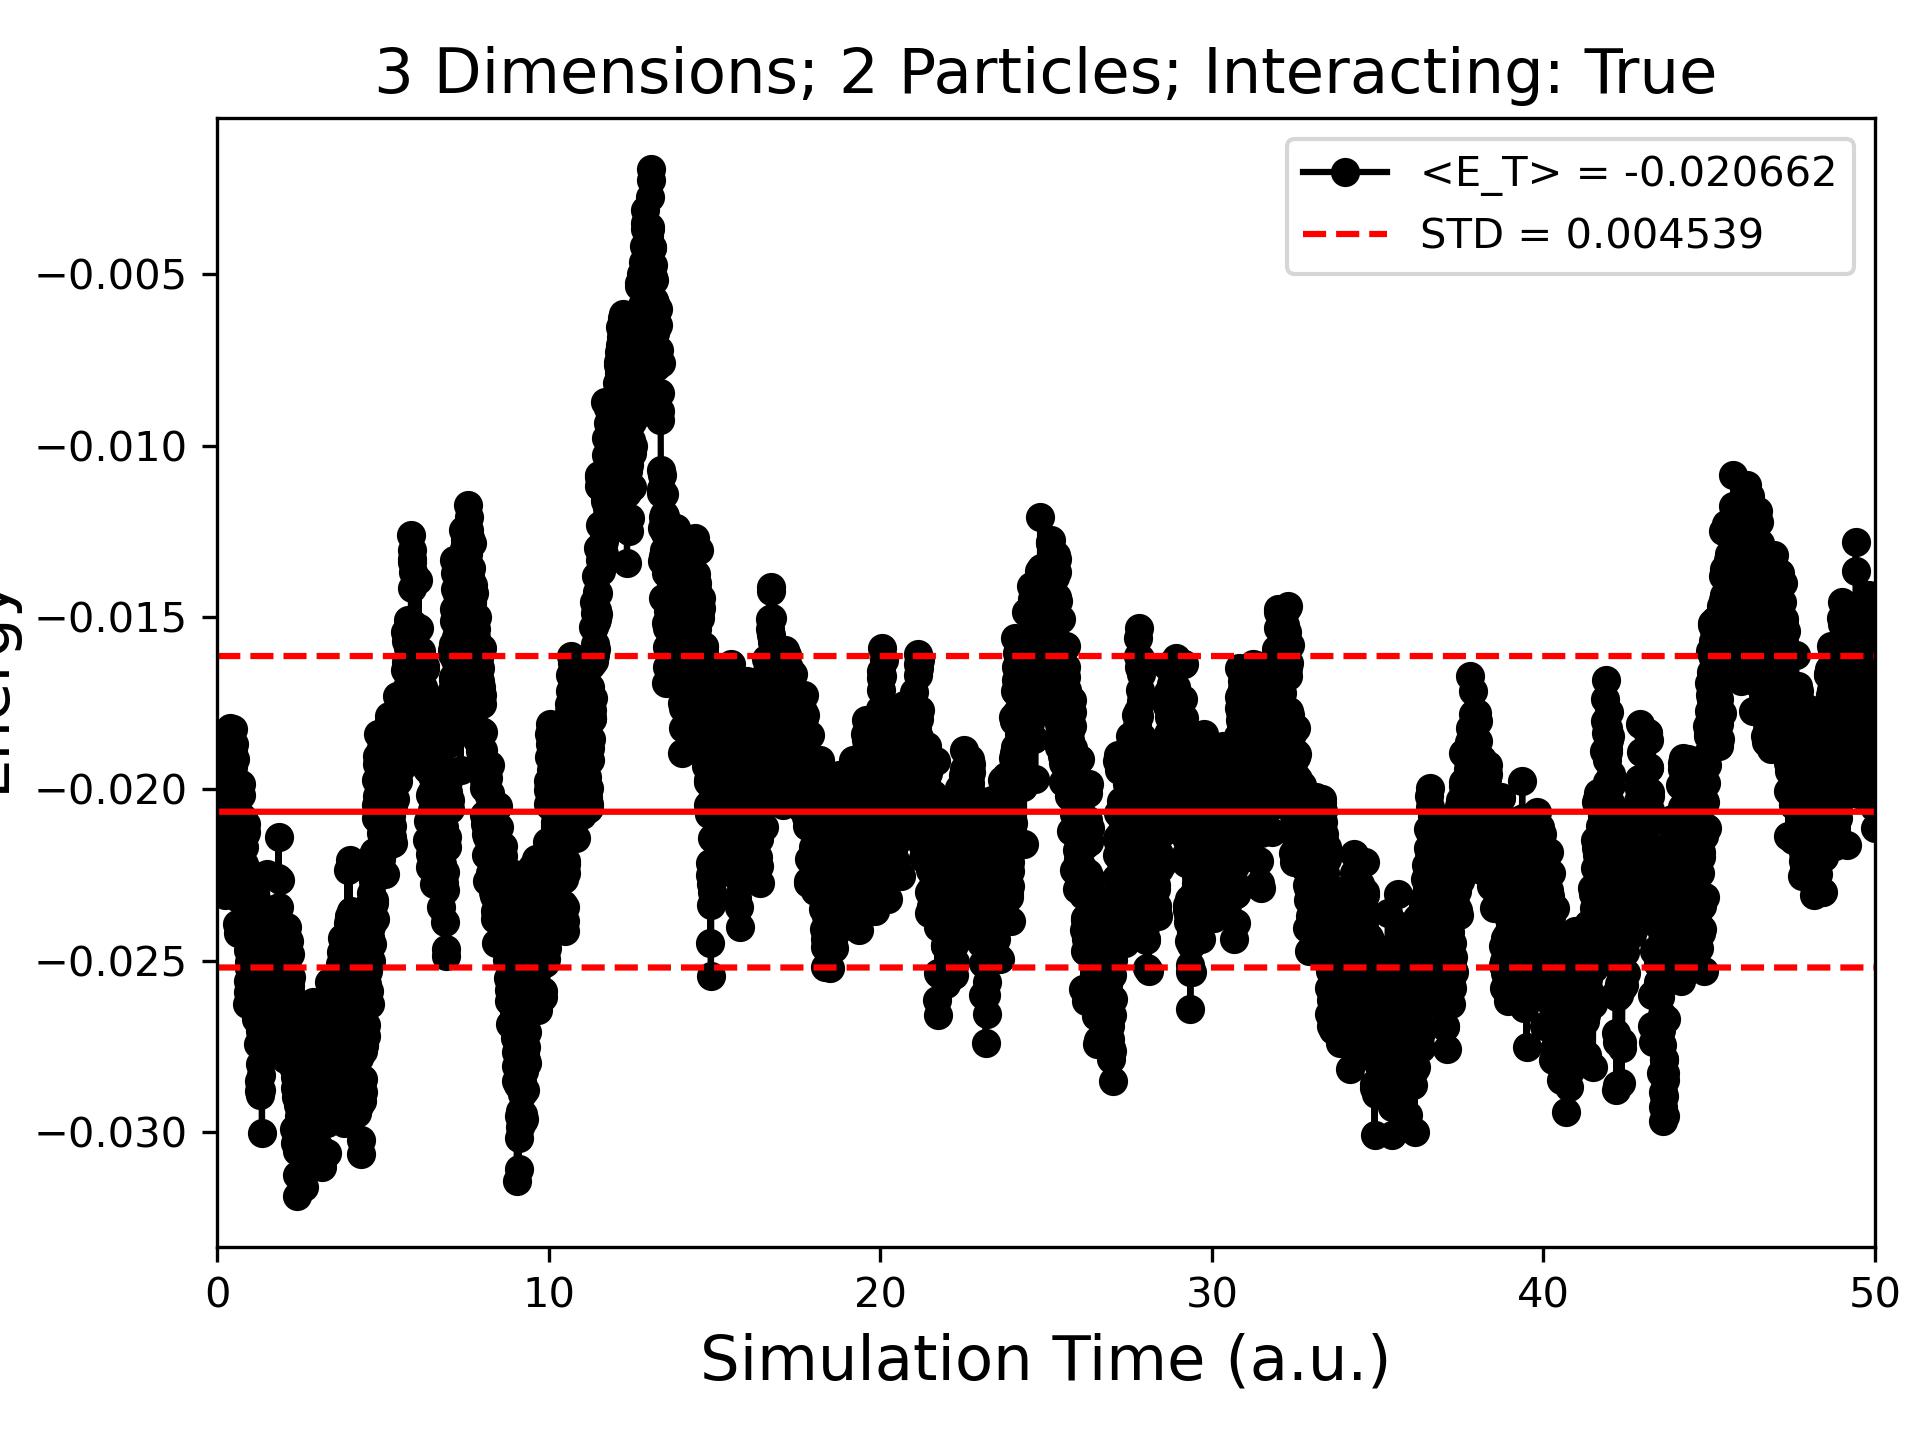 3 Dimensions; 2 Particles; Interacting: True
<E_T> = -0.020662
STD = 0.004539
−0.005
−0.010
−0.015
−0.020
−0.025
−0.030
Energy
0 10 20 30 40 50
Simulation Time (a.u.)